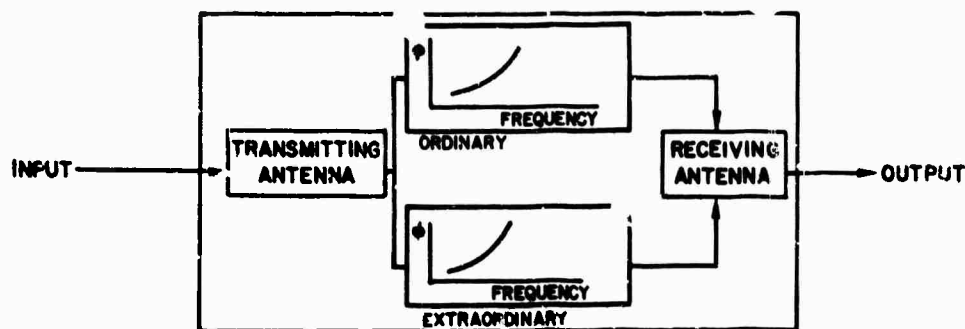 φ
FREQUENCY
ORDINARY
INPUT
TRANSMITTING
ANTENNA
RECEIVING
ANTENNA
OUTPUT
φ
FREQUENCY
EXTRAORDINARY